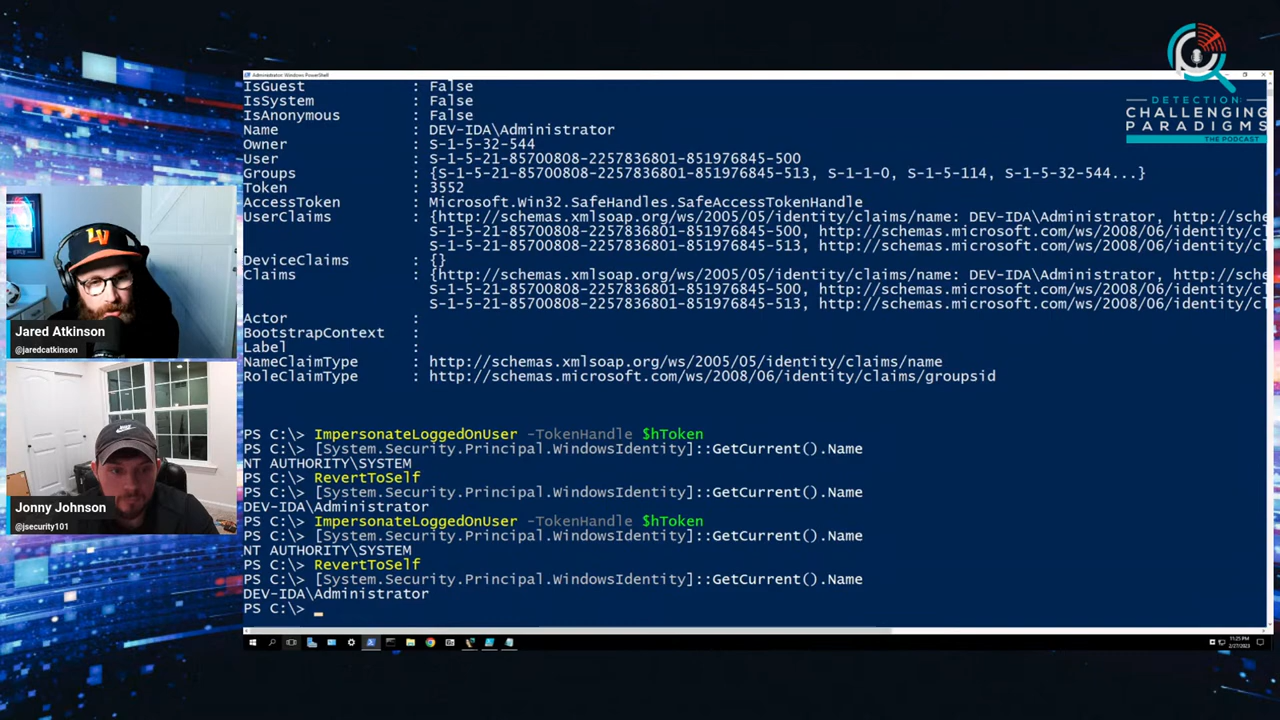 DETECTION:
CHALLENGING
PARADIGMS
THE PODCAST
Administrator: Windows PowerShell
IsGuest : False
IsSystem : False
IsAnonymous : False
Name : DEV-IDA\Administrator
Owner : S-1-5-32-544
User : S-1-5-21-85700808-2257836801-851976845-500
Groups : {S-1-5-21-85700808-2257836801-851976845-513, S-1-1-0, S-1-5-114, S-1-5-32-544...}
Token : 3552
AccessToken : Microsoft.Win32.SafeHandles.SafeAccessTokenHandle
UserClaims : {http://schemas.xmlsoap.org/ws/2005/05/identity/claims/name: DEV-IDA\Administrator, http://sche
S-1-5-21-85700808-2257836801-851976845-500, http://schemas.microsoft.com/ws/2008/06/identity/cl
S-1-5-21-85700808-2257836801-851976845-513, http://schemas.microsoft.com/ws/2008/06/identity/cl
DeviceClaims : {}
Claims : {http://schemas.xmlsoap.org/ws/2005/05/identity/claims/name: DEV-IDA\Administrator, http://sche
S-1-5-21-85700808-2257836801-851976845-500, http://schemas.microsoft.com/ws/2008/06/identity/cl
S-1-5-21-85700808-2257836801-851976845-513, http://schemas.microsoft.com/ws/2008/06/identity/cl
Actor :
BootstrapContext :
Label :
NameClaimType : http://schemas.xmlsoap.org/ws/2005/05/identity/claims/name
RoleClaimType : http://schemas.microsoft.com/ws/2008/06/identity/claims/groupsid
PS C:\> ImpersonateLoggedOnUser -TokenHandle $hToken
PS C:\> [System.Security.Principal.WindowsIdentity]::GetCurrent().Name
NT AUTHORITY\SYSTEM
PS C:\> RevertToSelf
PS C:\> [System.Security.Principal.WindowsIdentity]::GetCurrent().Name
DEV-IDA\Administrator
PS C:\> ImpersonateLoggedOnUser -TokenHandle $hToken
PS C:\> [System.Security.Principal.WindowsIdentity]::GetCurrent().Name
NT AUTHORITY\SYSTEM
PS C:\> RevertToSelf
PS C:\> [System.Security.Principal.WindowsIdentity]::GetCurrent().Name
DEV-IDA\Administrator
PS C:\> _
Jared Atkinson
@jaredcatkinson
Jonny Johnson
@jsecurity101
11:25 PM
2/27/2023